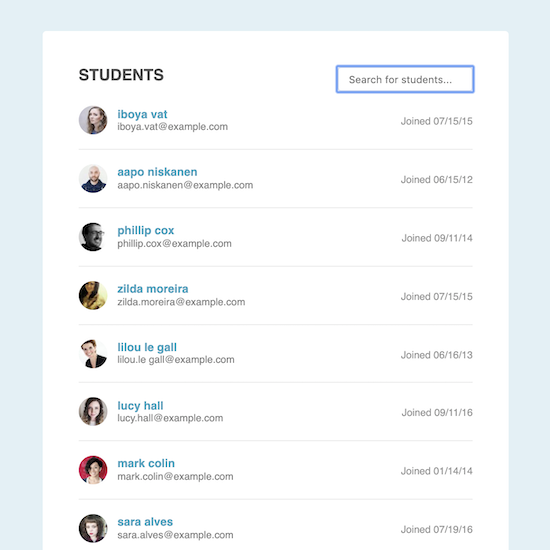 STUDENTS
Search for students...
iboya vat
iboya.vat@example.com
Joined 07/15/15
aapo niskanen
aapo.niskanen@example.com
Joined 06/15/12
phillip cox
phillip.cox@example.com
Joined 09/11/14
zilda moreira
zilda.moreira@example.com
Joined 07/15/15
lilou le gall
lilou.le gall@example.com
Joined 06/16/13
lucy hall
lucy.hall@example.com
Joined 09/11/16
mark colin
mark.colin@example.com
Joined 01/14/14
sara alves
sara.alves@example.com
Joined 07/19/16